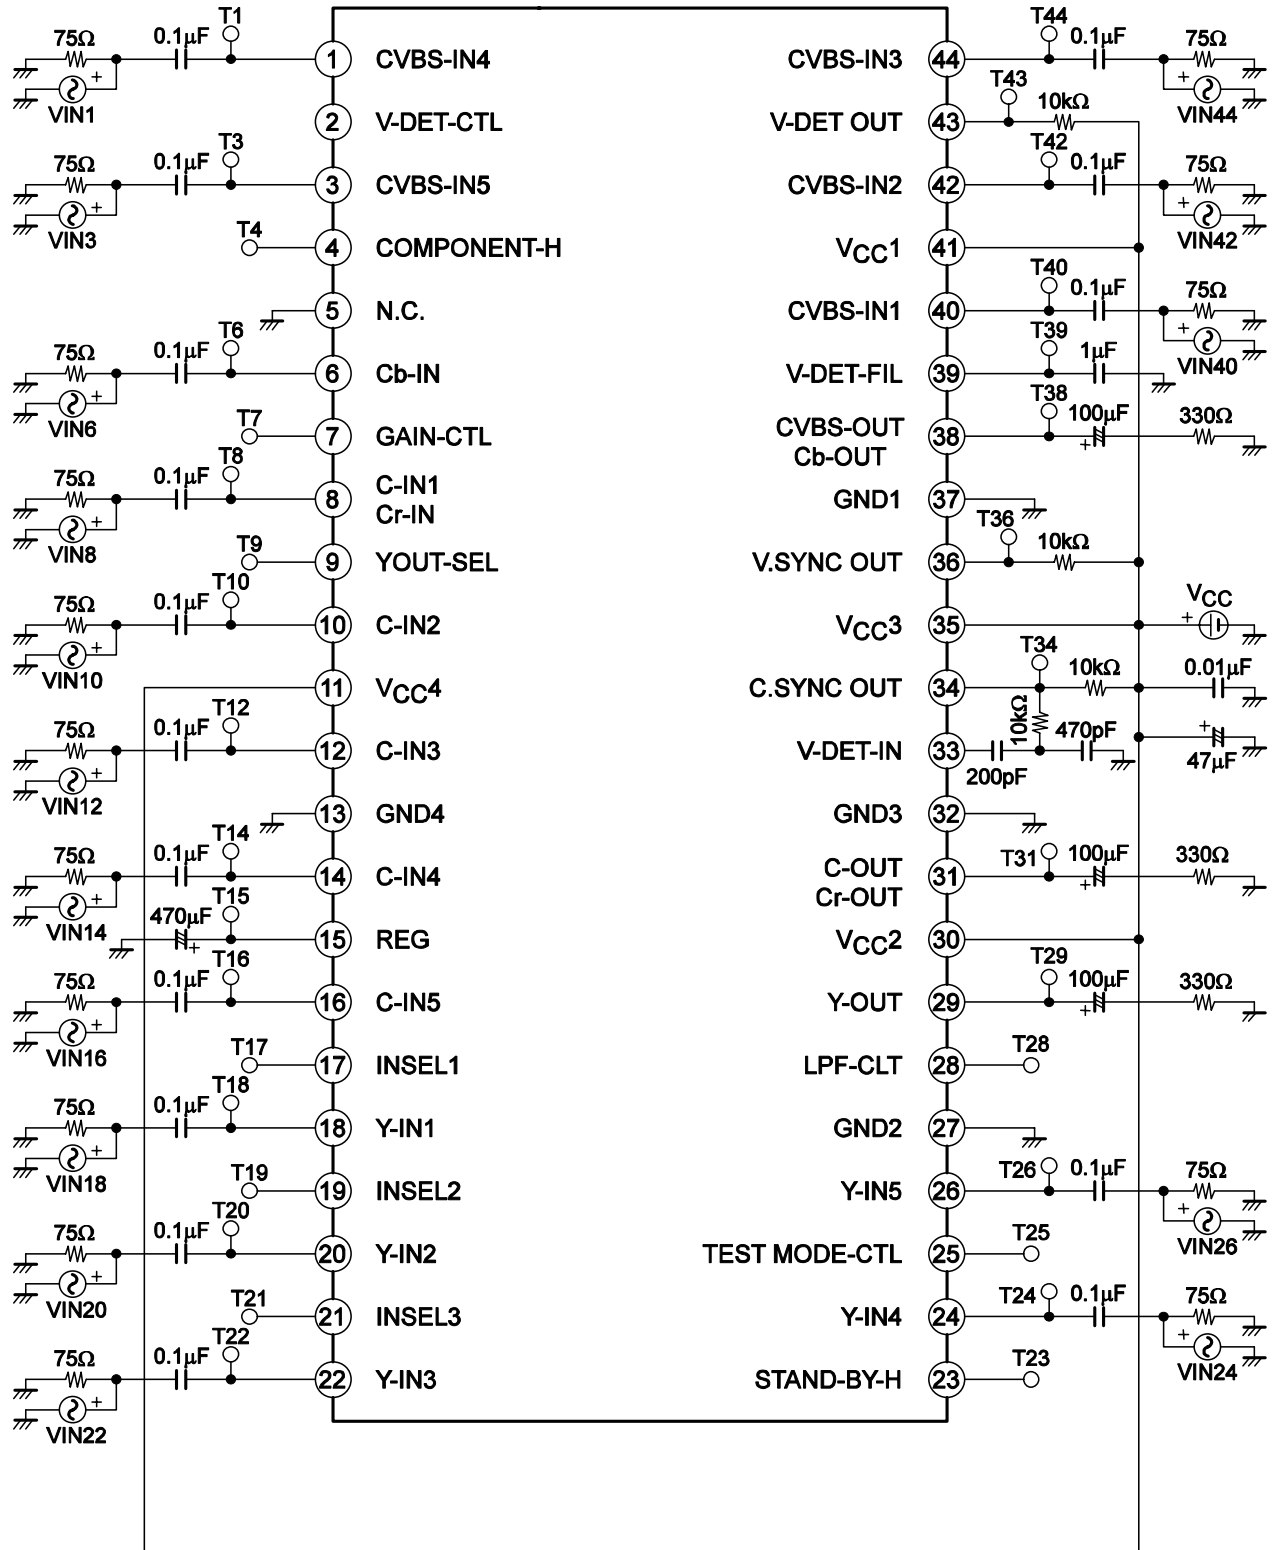 T1
75Ω 0.1μF
1 CVBS-IN4
+
VIN1
2 V-DET-CTL
T3
75Ω 0.1μF
3 CVBS-IN5
+
VIN3
T4
4 COMPONENT-H
5 N.C.
T6
75Ω 0.1μF
6 Cb-IN
+
VIN6
T7
7 GAIN-CTL
T8
75Ω 0.1μF
8 C-IN1
Cr-IN
+
VIN8
T9
9 YOUT-SEL
T10
75Ω 0.1μF
10 C-IN2
+
VIN10
11 VCC4
T12
75Ω 0.1μF
12 C-IN3
+
VIN12
13 GND4
T14
75Ω 0.1μF
14 C-IN4
+
VIN14
T15
470μF
+
15 REG
T16
75Ω 0.1μF
16 C-IN5
+
VIN16
T17
17 INSEL1
T18
75Ω 0.1μF
18 Y-IN1
+
VIN18
T19
19 INSEL2
T20
75Ω 0.1μF
20 Y-IN2
+
VIN20
T21
21 INSEL3
T22
75Ω 0.1μF
22 Y-IN3
+
VIN22
T44
0.1μF 75Ω
CVBS-IN3 44
+
VIN44
T43
10kΩ
V-DET OUT 43
T42
0.1μF 75Ω
CVBS-IN2 42
+
VIN42
VCC1 41
T40
0.1μF 75Ω
CVBS-IN1 40
+
VIN40
T39
1μF
V-DET-FIL 39
T38
100μF 330Ω
CVBS-OUT 38
Cb-OUT
+
GND1 37
T36
10kΩ
V.SYNC OUT 36
VCC
+
VCC3 35
T34
10kΩ 0.01μF
C.SYNC OUT 34
10kΩ
470pF
+
V-DET-IN 33
200pF
47μF
GND3 32
T31 100μF 330Ω
C-OUT 31
Cr-OUT
+
VCC2 30
T29
100μF 330Ω
Y-OUT 29
+
T28
LPF-CLT 28
GND2 27
T26 0.1μF 75Ω
Y-IN5 26
+
VIN26
T25
TEST MODE-CTL 25
T24 0.1μF 75Ω
Y-IN4 24
+
VIN24
T23
STAND-BY-H 23